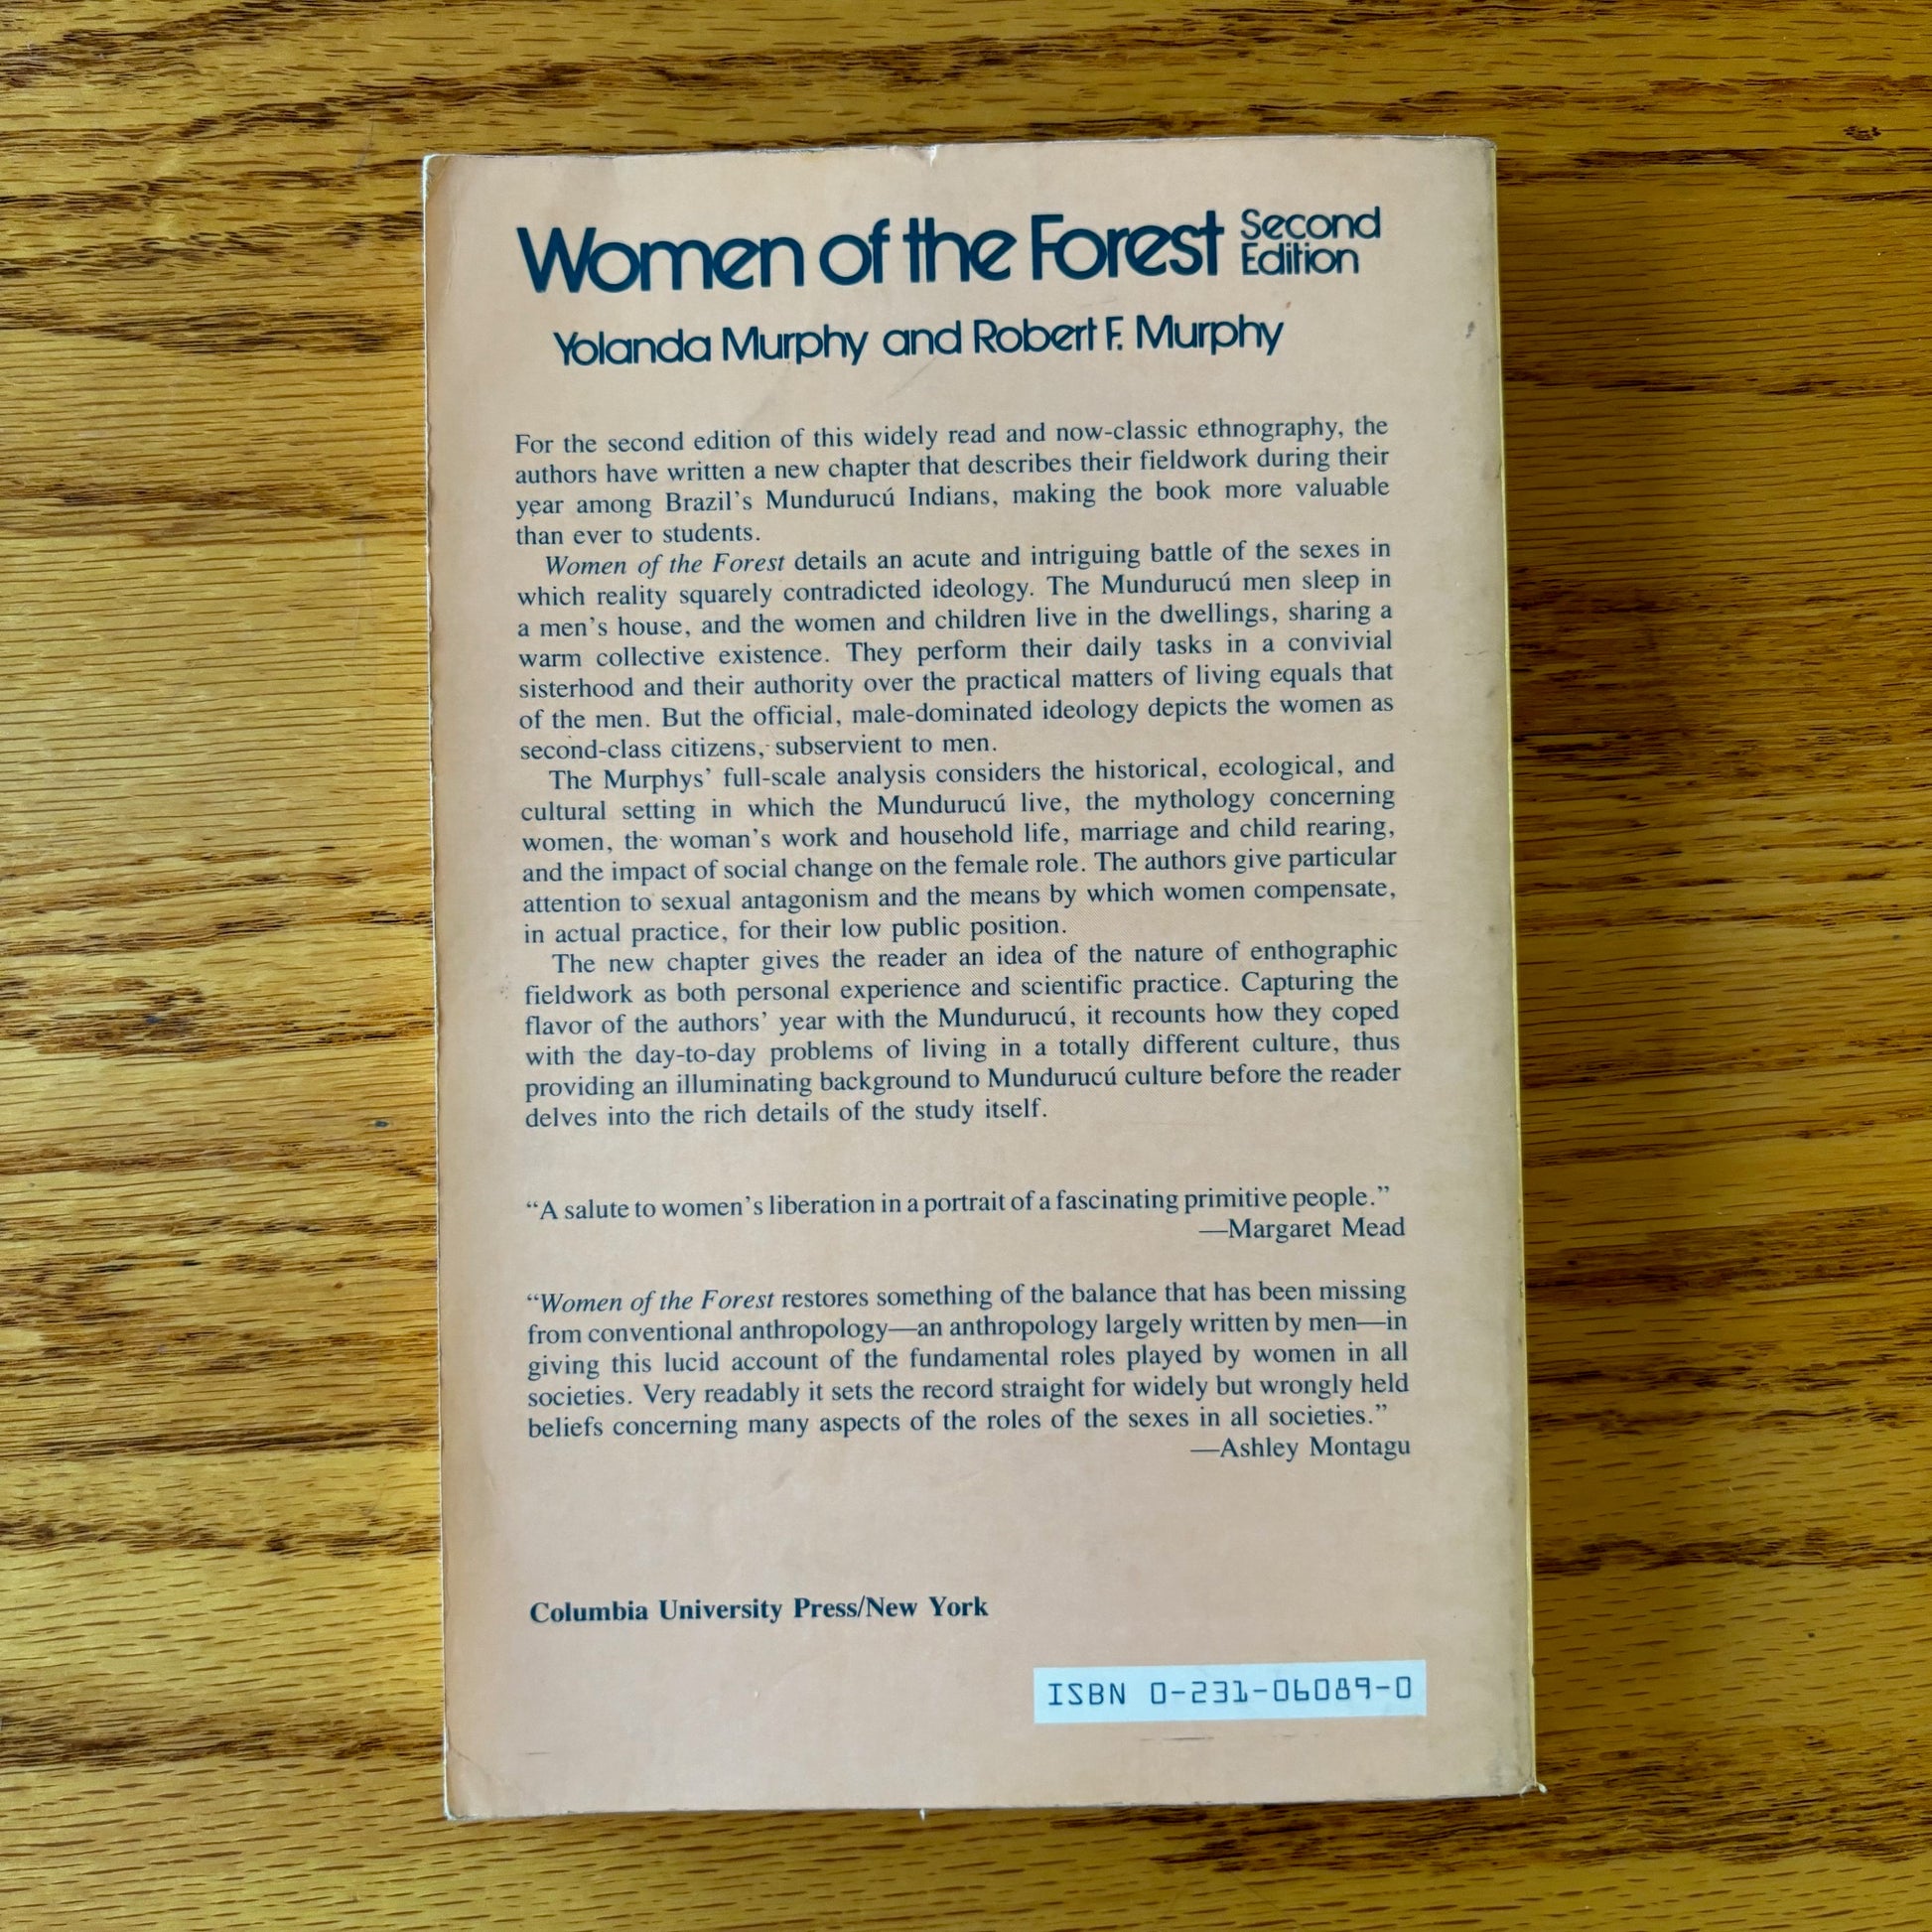 Women of the Forest Second Edition
Yolanda Murphy and Robert F. Murphy
For the second edition of this widely read and now-classic ethnography, the
authors have written a new chapter that describes their fieldwork during their
year among Brazil's Mundurucú Indians, making the book more valuable
than ever to students.
Women of the Forest details an acute and intriguing battle of the sexes in
which reality squarely contradicted ideology. The Mundurucú men sleep in
a men's house, and the women and children live in the dwellings, sharing a
warm collective existence. They perform their daily tasks in a convivial
sisterhood and their authority over the practical matters of living equals that
of the men. But the official, male-dominated ideology depicts the women as
second-class citizens, subservient to men.
The Murphys' full-scale analysis considers the historical, ecological, and
cultural setting in which the Mundurucú live, the mythology concerning
women, the woman's work and household life, marriage and child rearing,
and the impact of social change on the female role. The authors give particular
attention to sexual antagonism and the means by which women compensate,
in actual practice, for their low public position.
The new chapter gives the reader an idea of the nature of enthographic
fieldwork as both personal experience and scientific practice. Capturing the
flavor of the authors' year with the Mundurucú, it recounts how they coped
with the day-to-day problems of living in a totally different culture, thus
providing an illuminating background to Mundurucú culture before the reader
delves into the rich details of the study itself.
“A salute to women's liberation in a portrait of a fascinating primitive people.”
—Margaret Mead
“Women of the Forest restores something of the balance that has been missing
from conventional anthropology—an anthropology largely written by men—in
giving this lucid account of the fundamental roles played by women in all
societies. Very readably it sets the record straight for widely but wrongly held
beliefs concerning many aspects of the roles of the sexes in all societies.”
—Ashley Montagu
Columbia University Press/New York
ISBN 0-231-06089-0